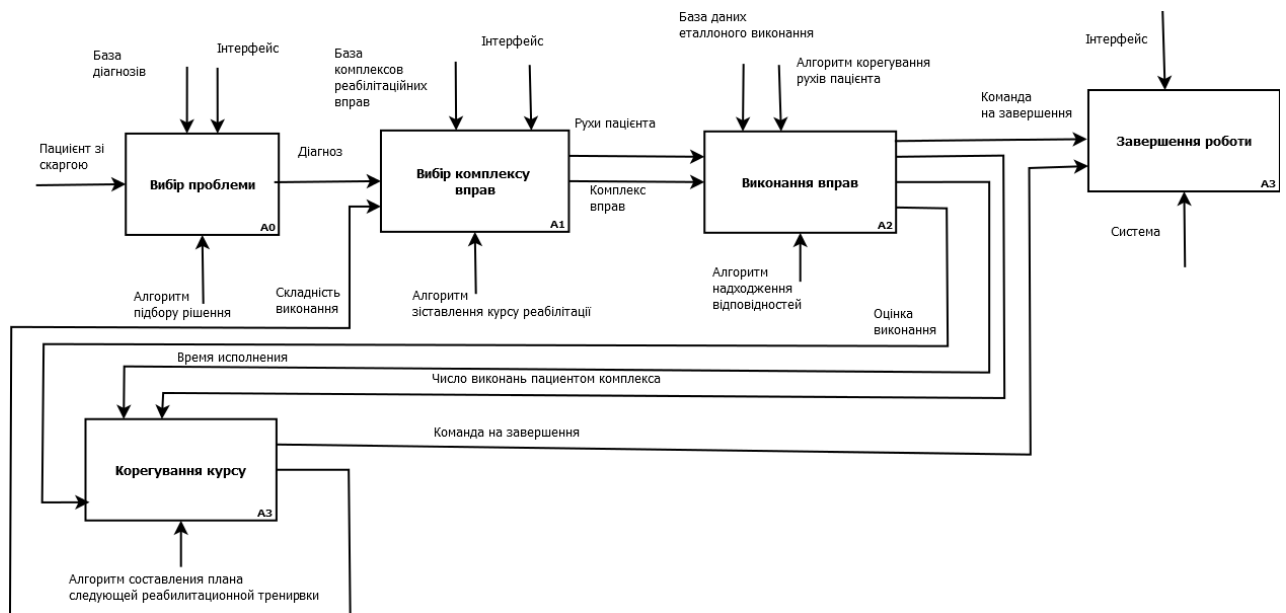 База
діагнозів
Інтерфейс
База
комплексов
реабілітаційних
вправ
Інтерфейс
База даних
еталлоного виконання
Алгоритм корегування
рухів пацієнта
Інтерфейс
Команда
на завершення
Пацієнт зі
скаргою
Вибір проблеми
A0
Діагноз
Вибір комплексу
вправ
A1
Рухи пацієнта
Комплекс
вправ
Виконання вправ
A2
Завершення роботи
A3
Система
Алгоритм
підбору рішення
Складність
виконання
Алгоритм
зіставлення курсу реабілітації
Алгоритм
надходження
відповідностей
Оцінка
виконання
Время исполнения
Число виконань пациентом комплекса
Команда на завершення
Корегування курсу
A3
Алгоритм составления плана
следующей реабилитационной тренирвки